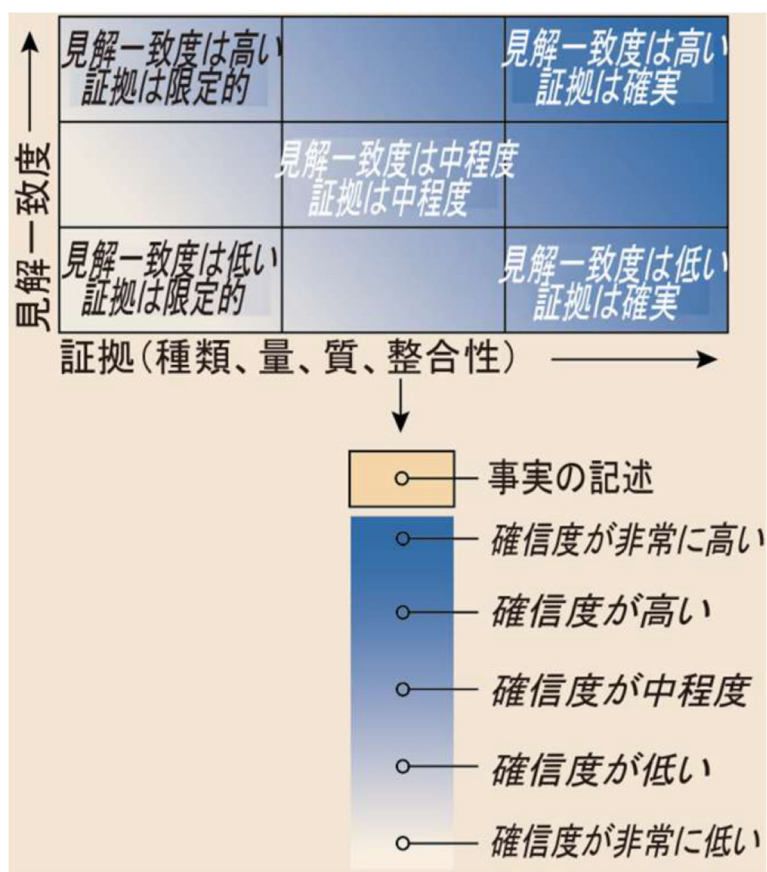 見解一致度は高い
証拠は限定的
見解一致度は高い
証拠は確実
見解一致度は中程度
証拠は中程度
見解一致度は低い
証拠は限定的
見解一致度は低い
証拠は確実
見解一致度
証拠(種類、量、質、整合性)
事実の記述
確信度が非常に高い
確信度が高い
確信度が中程度
確信度が低い
確信度が非常に低い